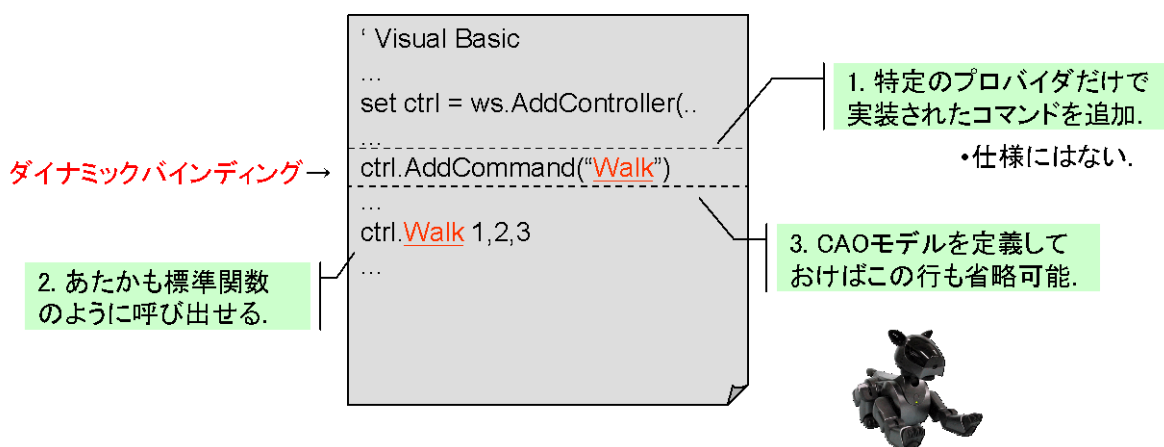 ‘ Visual Basic
...
set ctrl = ws.AddController(..
...
ダイナミックバインディング→
ctrl.AddCommand(“Walk”)
...
ctrl.Walk 1,2,3
...
1. 特定のプロバイダだけで
実装されたコマンドを追加.
•仕様にはない.
2. あたかも標準関数
のように呼び出せる.
3. CAOモデルを定義して
おけばこの行も省略可能.